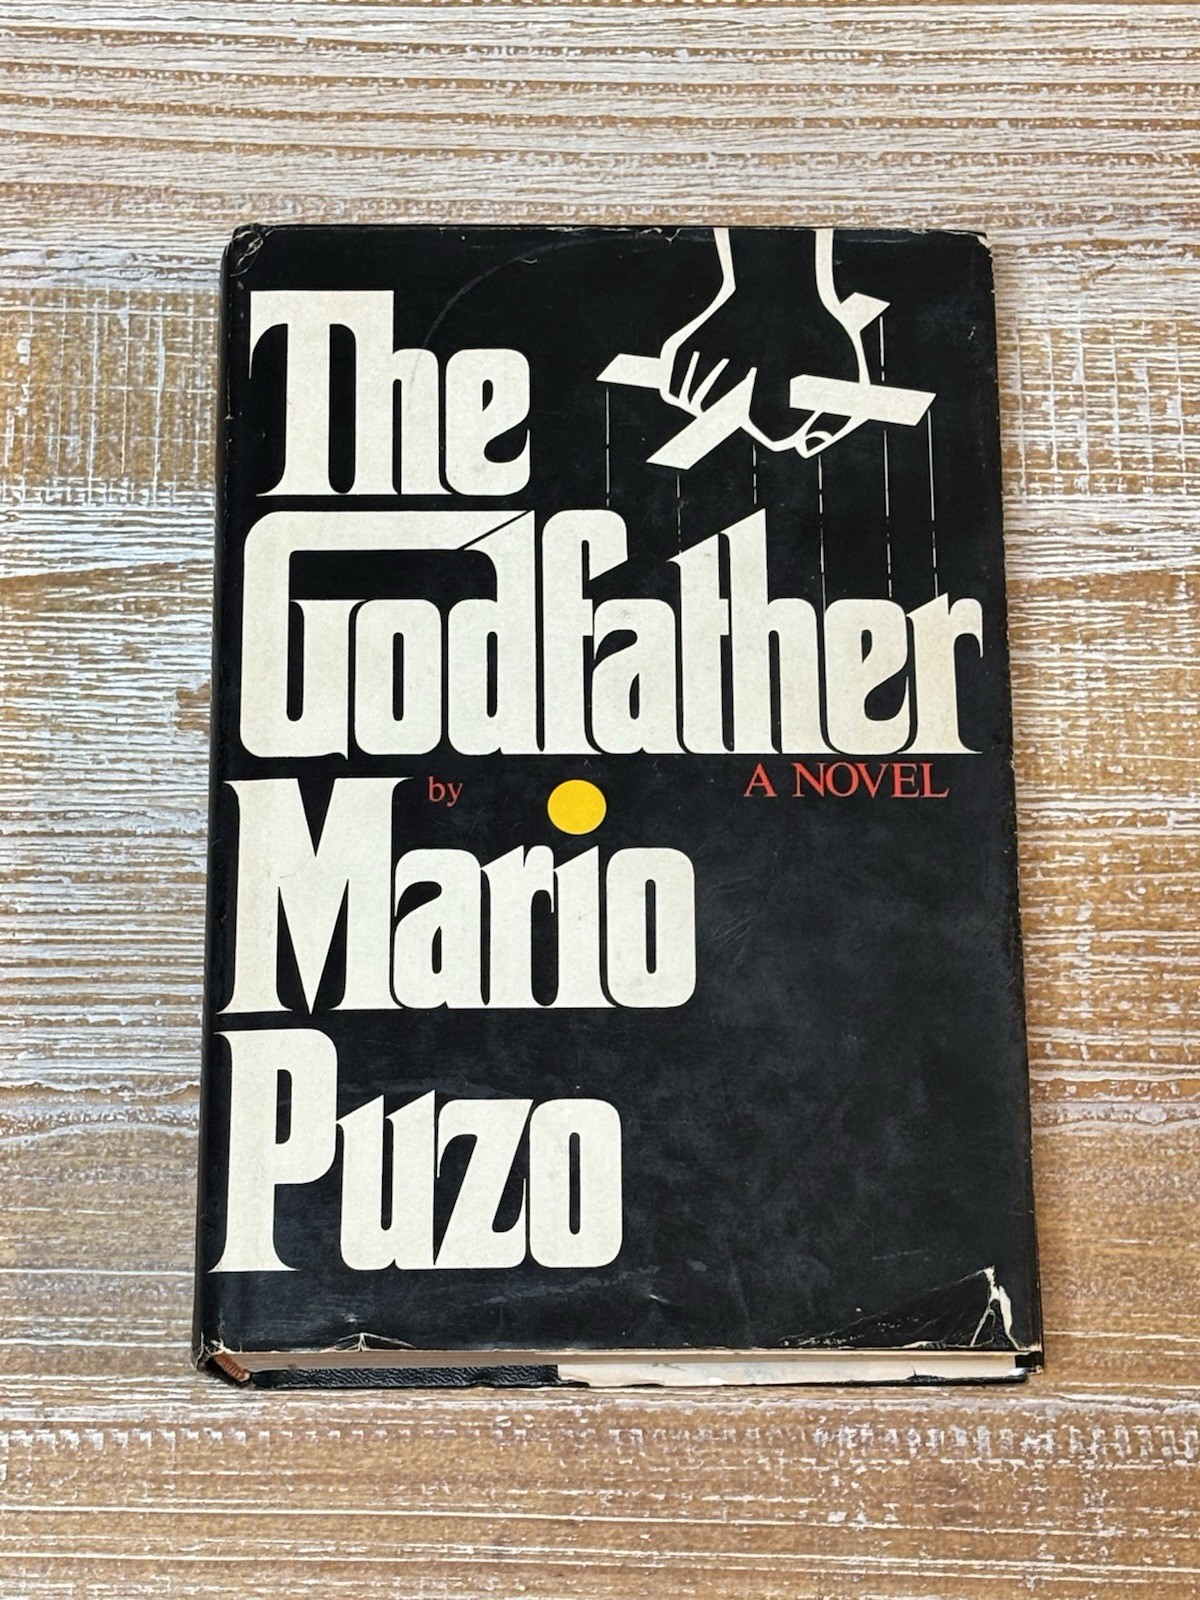 The
Godfather
by A NOVEL
Mario
Puzo